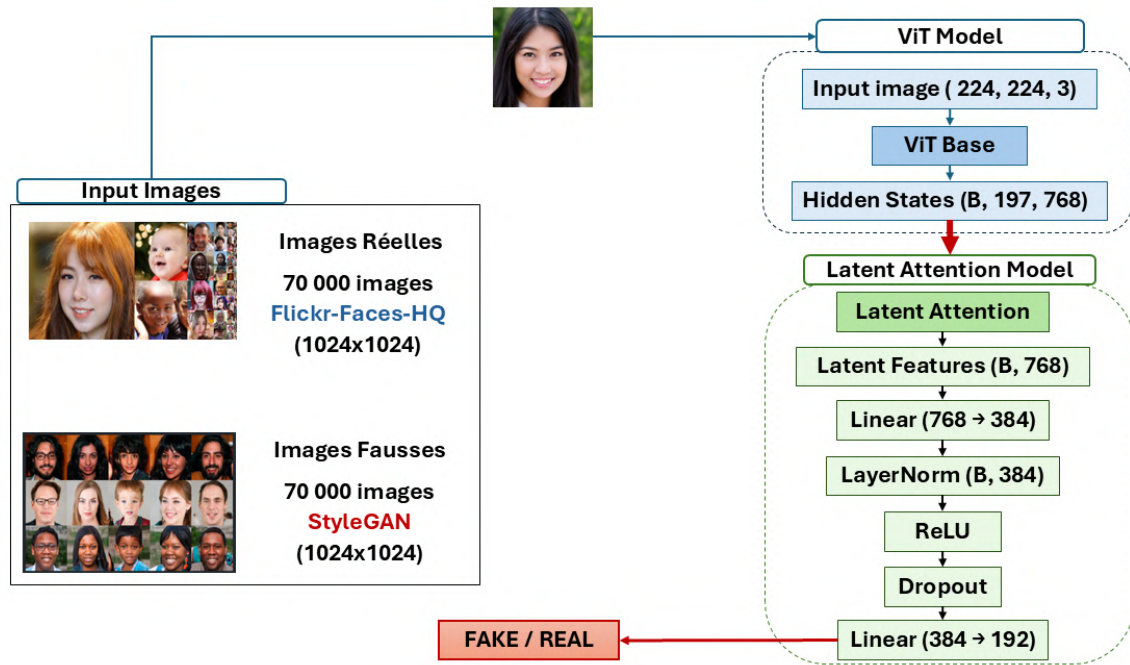 ViT Model
Input image ( 224, 224, 3)
ViT Base
Hidden States (B, 197, 768)
Input Images
Images Réelles
70 000 images
Flickr-Faces-HQ
(1024x1024)
Images Fausses
70 000 images
StyleGAN
(1024x1024)
Latent Attention Model
Latent Attention
Latent Features (B, 768)
Linear (768 → 384)
LayerNorm (B, 384)
ReLU
Dropout
Linear (384 → 192)
FAKE / REAL